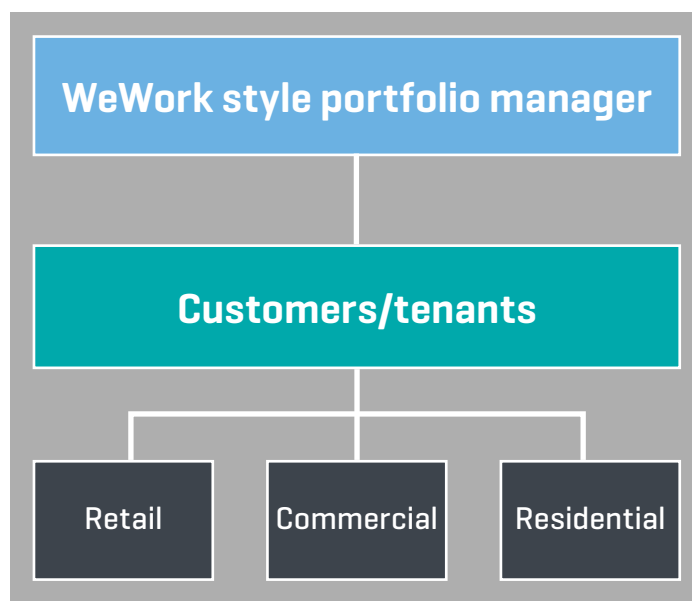 WeWork style portfolio manager
Customers/tenants
Retail
Commercial
Residential